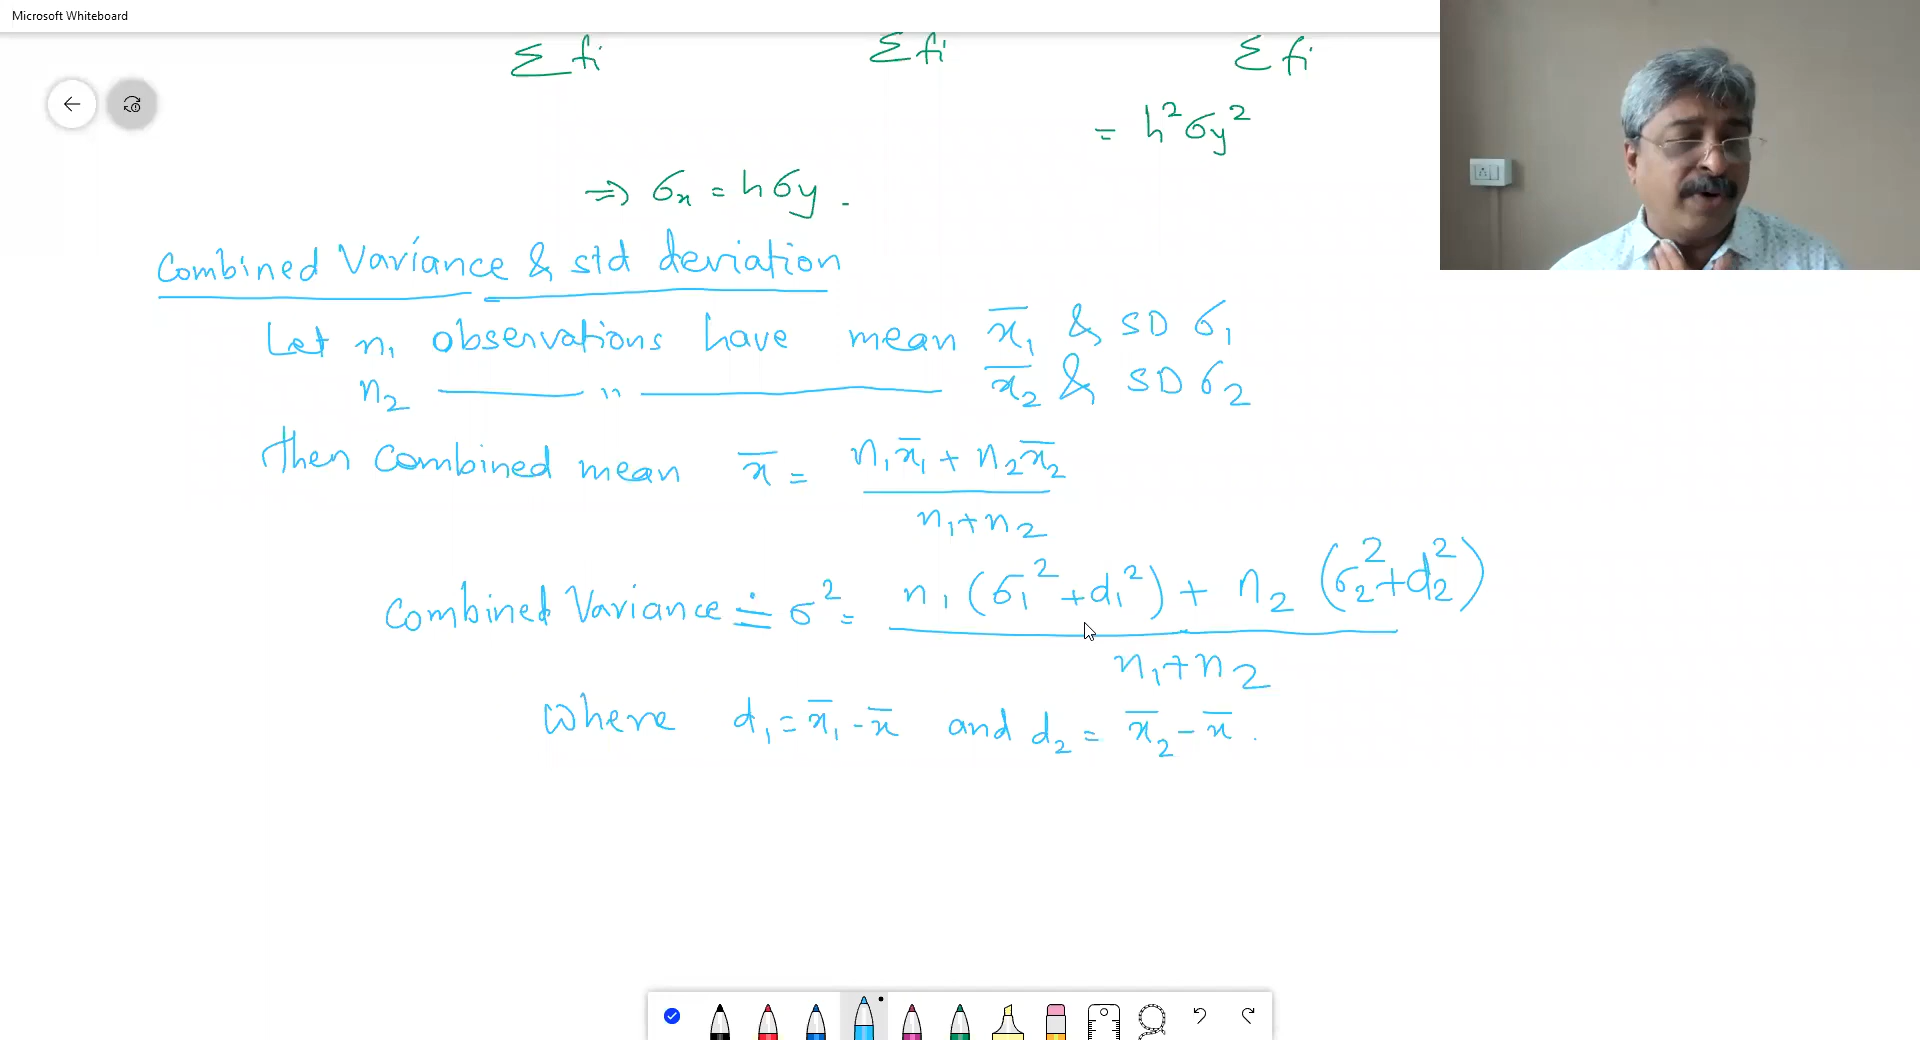 Microsoft Whiteboard
Σfi Σfi Σfi
= h²σy²
⇒ σx = hσy .
Combined Variance & std deviation
Let n₁ observations have mean x̄₁ & SD σ₁
n₂ —— " —— x̄₂ & SD σ₂
then combined mean x̄ = n₁x̄₁ + n₂x̄₂
n₁+n₂
Combined Variance = σ² = n₁(σ₁²+d₁²) + n₂(σ₂²+d₂²)
n₁+n₂
where d₁ = x̄₁ - x̄ and d₂ = x̄₂ - x̄ .